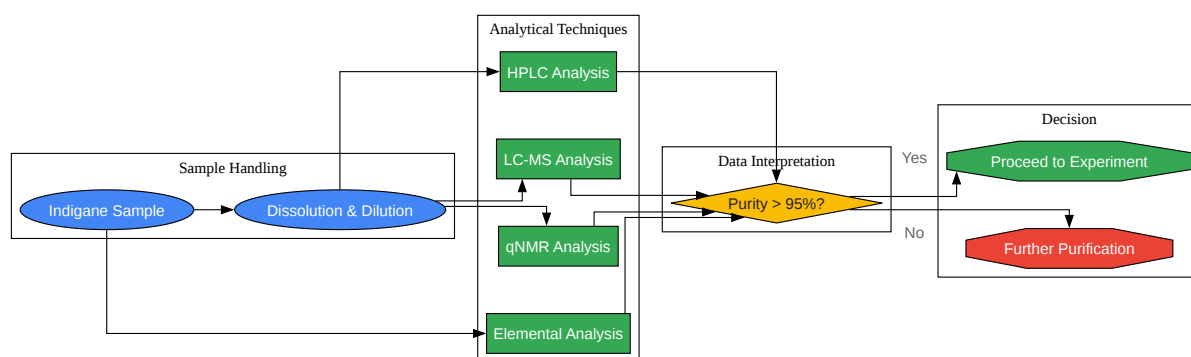 Sample Handling
Indigane Sample
Dissolution & Dilution
Analytical Techniques
HPLC Analysis
LC-MS Analysis
qNMR Analysis
Elemental Analysis
Data Interpretation
Purity > 95%?
Yes
No
Decision
Proceed to Experiment
Further Purification